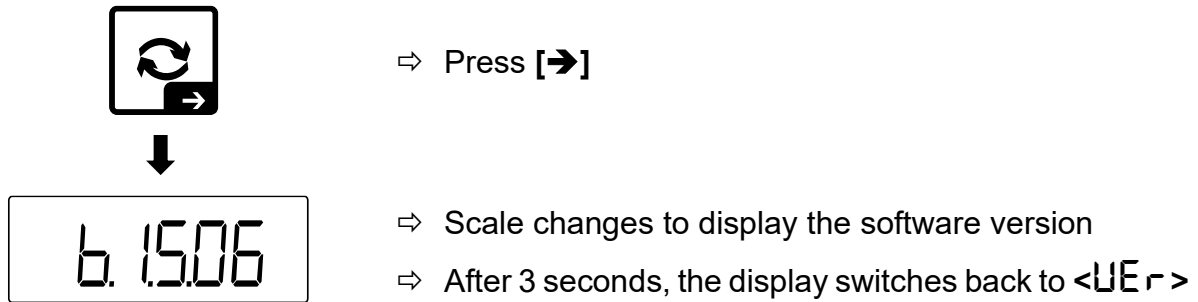 ⇨ Press [➔]
b. 1.5.06
⇨ Scale changes to display the software version
⇨ After 3 seconds, the display switches back to <VEr>